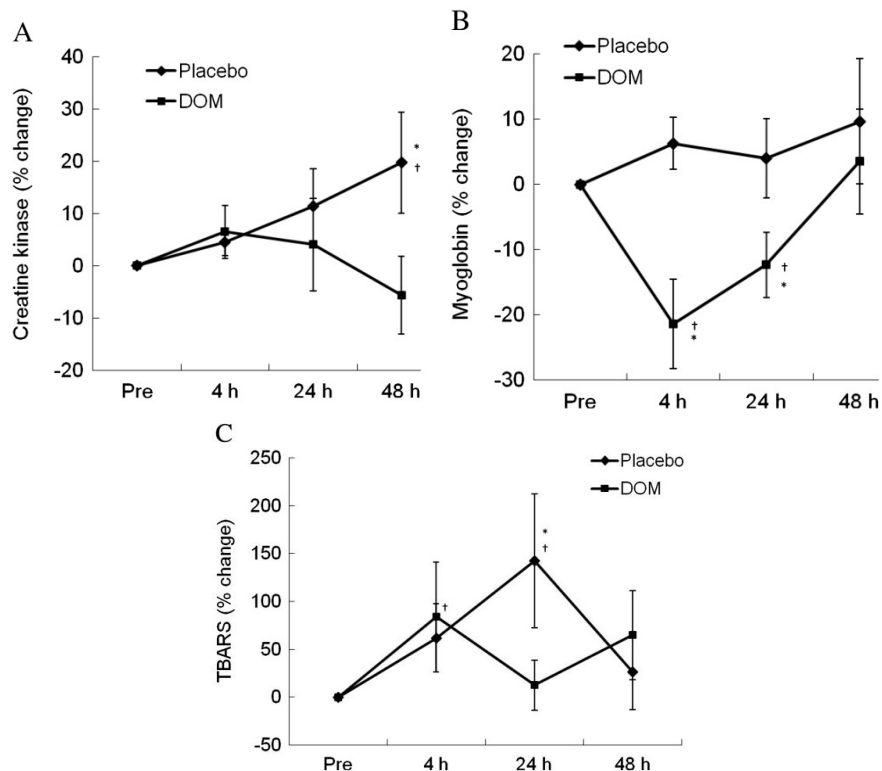 A
Creatine kinase (% change)
40
30
20
10
0
-10
-20
Placebo
DOM
*
†
Pre 4 h 24 h 48 h
B
Myoglobin (% change)
20
10
0
-10
-20
-30
Placebo
DOM
†
*
†
*
Pre 4 h 24 h 48 h
C
TBARS (% change)
250
200
150
100
50
0
-50
Placebo
DOM
†
*
†
Pre 4 h 24 h 48 h